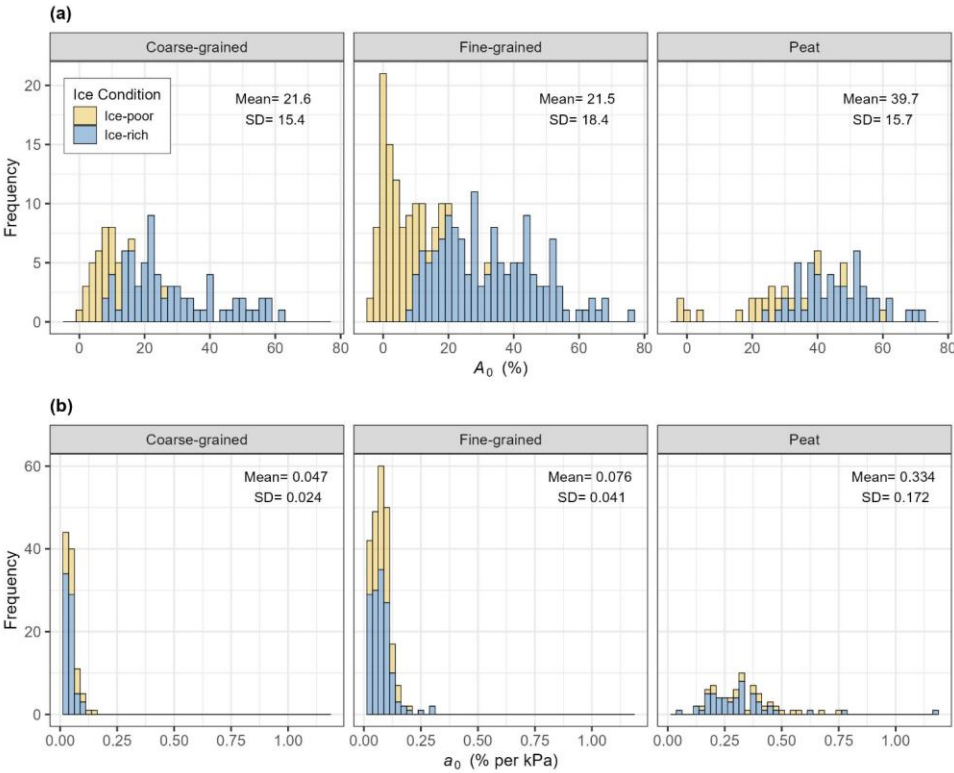 (a)
Coarse-grained
Fine-grained
Peat
Ice Condition
Ice-poor
Ice-rich
Mean= 21.6
SD= 15.4
Mean= 21.5
SD= 18.4
Mean= 39.7
SD= 15.7
Frequency
20
15
10
5
0
0 20 40 60 80
0 20 40 60 80
0 20 40 60 80
A₀ (%)
(b)
Coarse-grained
Fine-grained
Peat
Mean= 0.047
SD= 0.024
Mean= 0.076
SD= 0.041
Mean= 0.334
SD= 0.172
Frequency
60
40
20
0
0.00 0.25 0.50 0.75 1.00
0.00 0.25 0.50 0.75 1.00
0.00 0.25 0.50 0.75 1.00
a₀ (% per kPa)